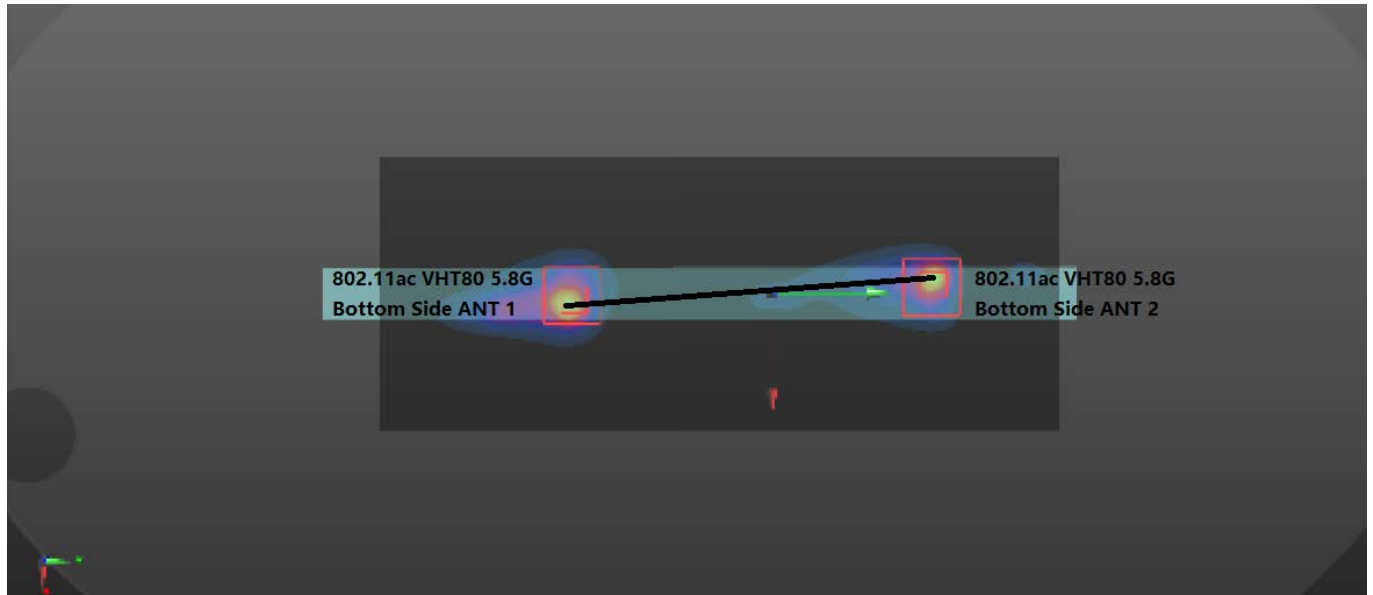 802.11ac VHT80 5.8G
Bottom Side ANT 1
802.11ac VHT80 5.8G
Bottom Side ANT 2